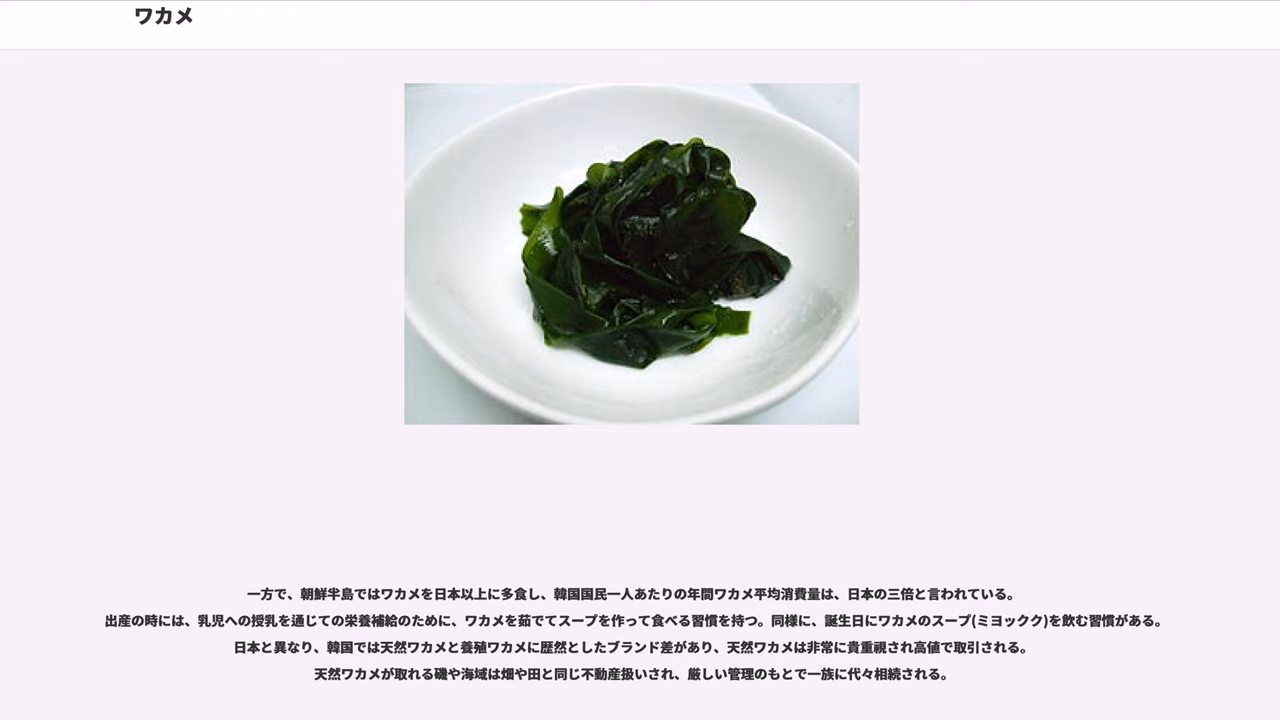 ワカメ
一方で、朝鮮半島ではワカメを日本以上に多食し、韓国国民一人あたりの年間ワカメ平均消費量は、日本の三倍と言われている。
出産の時には、乳児への授乳を通じての栄養補給のために、ワカメを茹でてスープを作って食べる習慣を持つ。同様に、誕生日にワカメのスープ(ミヨックク)を飲む習慣がある。
日本と異なり、韓国では天然ワカメと養殖ワカメに歴然としたブランド差があり、天然ワカメは非常に貴重視され高値で取引される。
天然ワカメが取れる磯や海域は畑や田と同じ不動産扱いされ、厳しい管理のもとで一族に代々相続される。